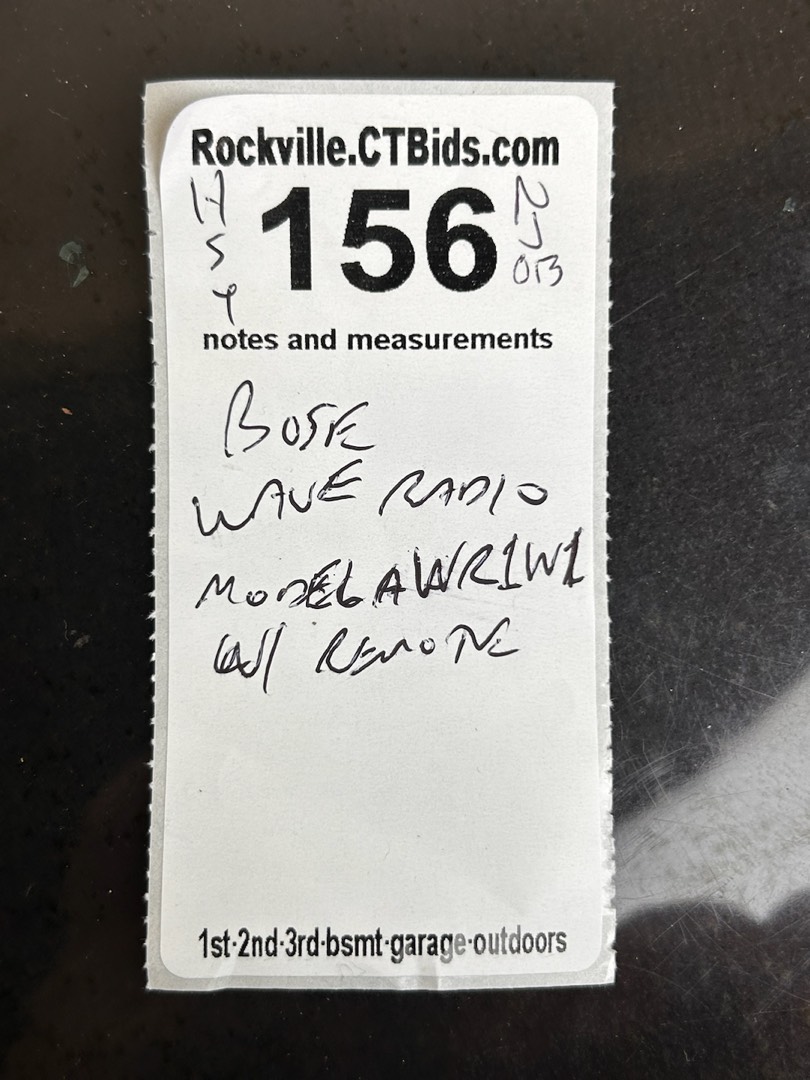 Rockville.CTBids.com
156
notes and measurements
BOSE
WAVE RADIO
MODEL AWR1W1
W/ REMOTE
1st·2nd·3rd·bsmt·garage·outdoors